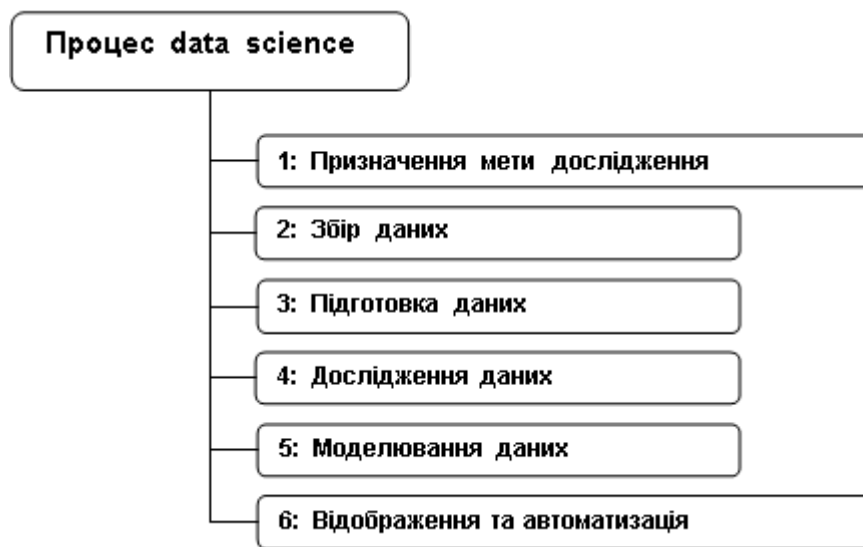 Процес data science
1: Призначення мети дослідження
2: Збір даних
3: Підготовка даних
4: Дослідження даних
5: Моделювання даних
6: Відображення та автоматизація